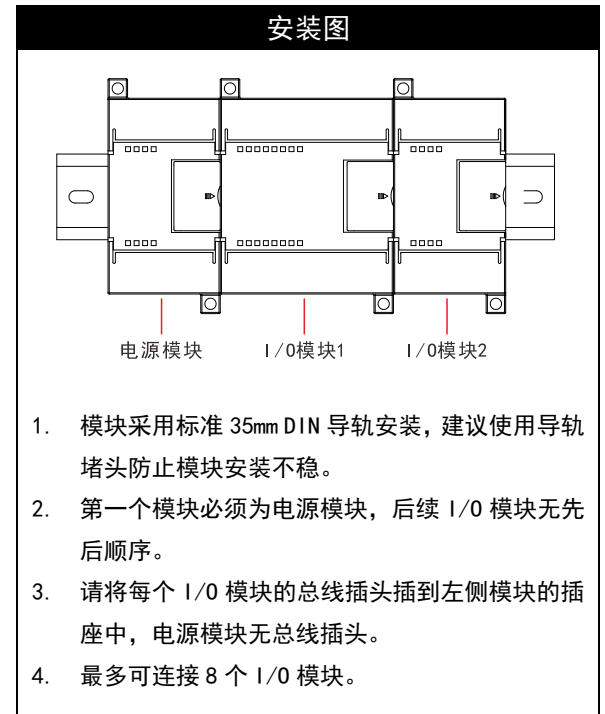 安装图
电源模块 I/O模块1 I/O模块2
1. 模块采用标准 35mm DIN 导轨安装，建议使用导轨
堵头防止模块安装不稳。
2. 第一个模块必须为电源模块，后续 I/O 模块无先
后顺序。
3. 请将每个 I/O 模块的总线插头插到左侧模块的插
座中，电源模块无总线插头。
4. 最多可连接 8 个 I/O 模块。